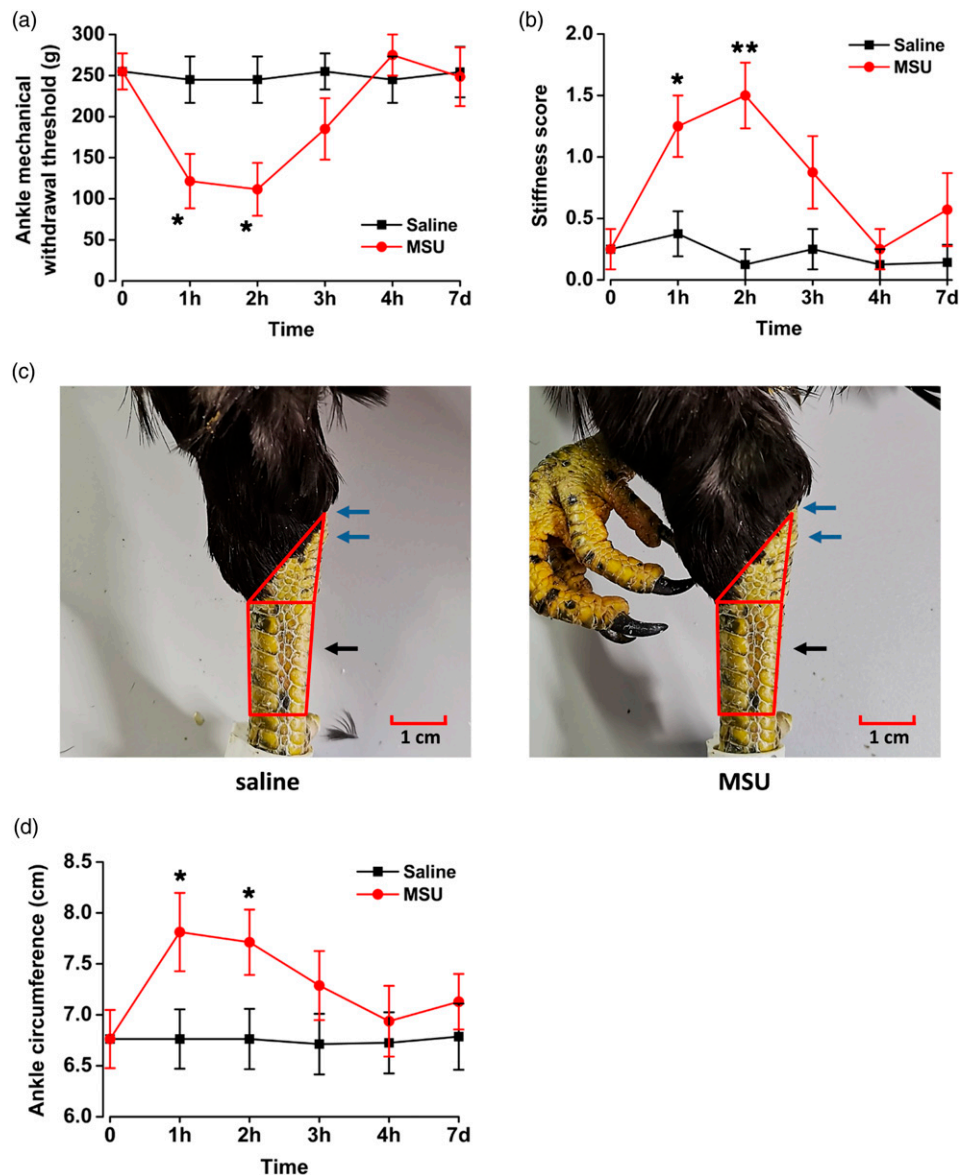 (a)
300
250
200
150
100
50
0
Ankle mechanical
withdrawal threshold (g)
*
*
Saline
MSU
0 1h 2h 3h 4h 7d
Time
(b)
2.0
1.5
1.0
0.5
0.0
Stiffness score
*
**
Saline
MSU
0 1h 2h 3h 4h 7d
Time
(c)
1 cm
saline
1 cm
MSU
(d)
8.5
8.0
7.5
7.0
6.5
6.0
Ankle circumference (cm)
*
*
Saline
MSU
0 1h 2h 3h 4h 7d
Time